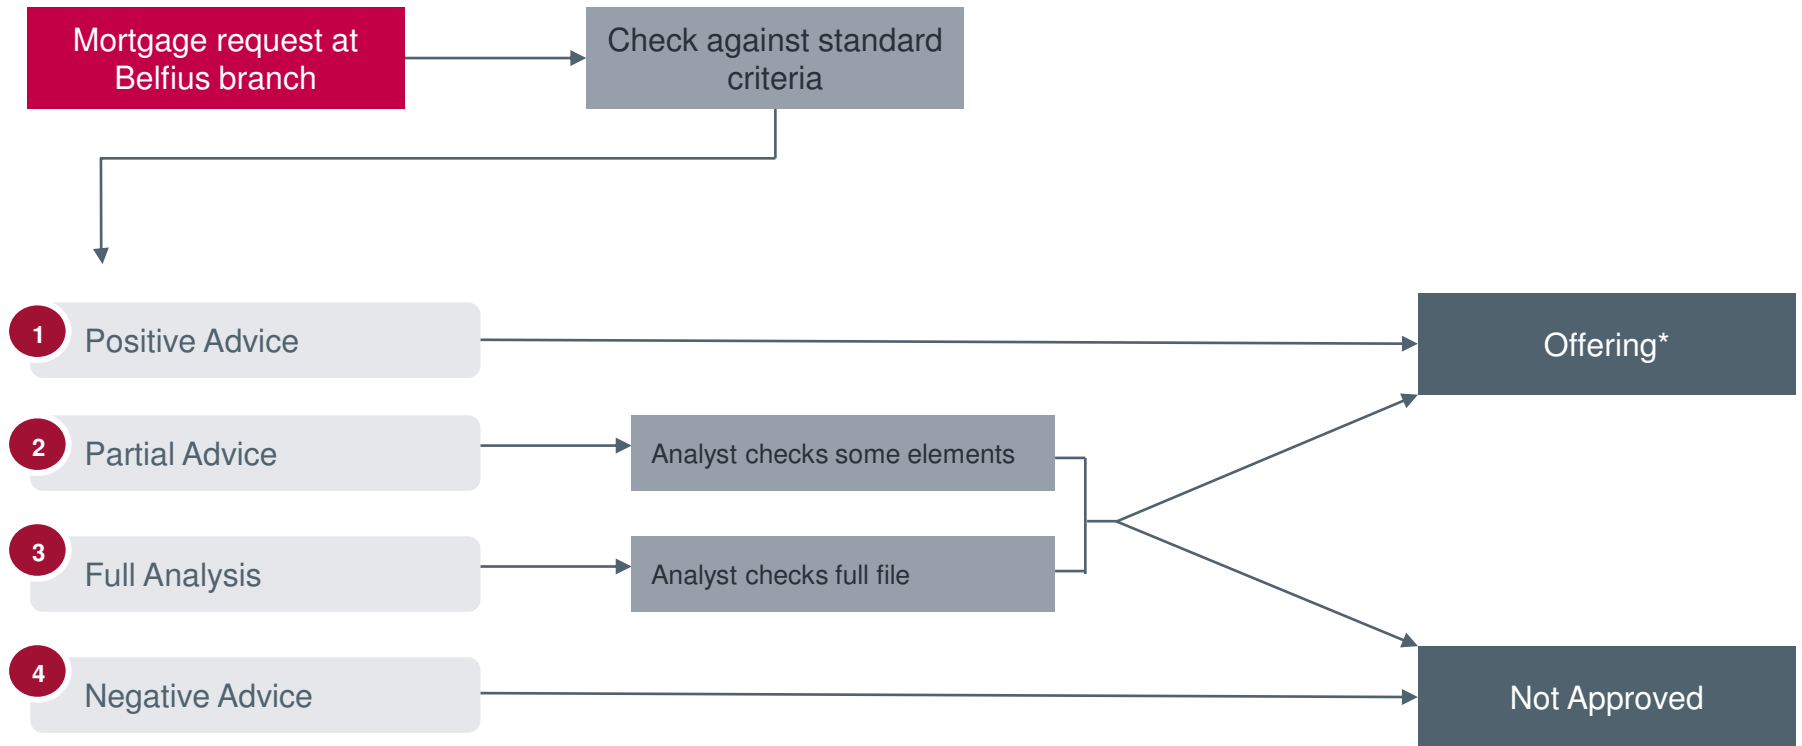 Mortgage request at
Belfius branch
Check against standard
criteria
1
Positive Advice
Offering*
2
Partial Advice
Analyst checks some elements
3
Full Analysis
Analyst checks full file
4
Negative Advice
Not Approved